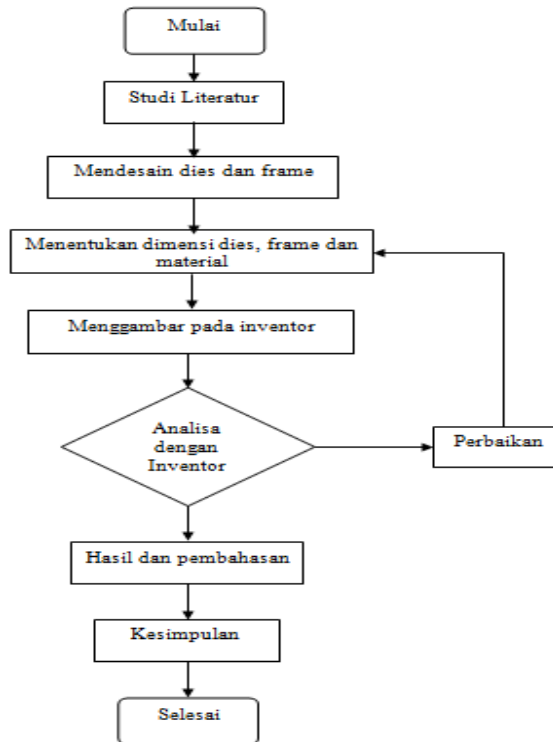 Mulai
Studi Literatur
Mendesain dies dan frame
Menentukan dimensi dies, frame dan
material
Menggambar pada inventor
Analisa
dengan
Inventor
Perbaikan
Hasil dan pembahasan
Kesimpulan
Selesai